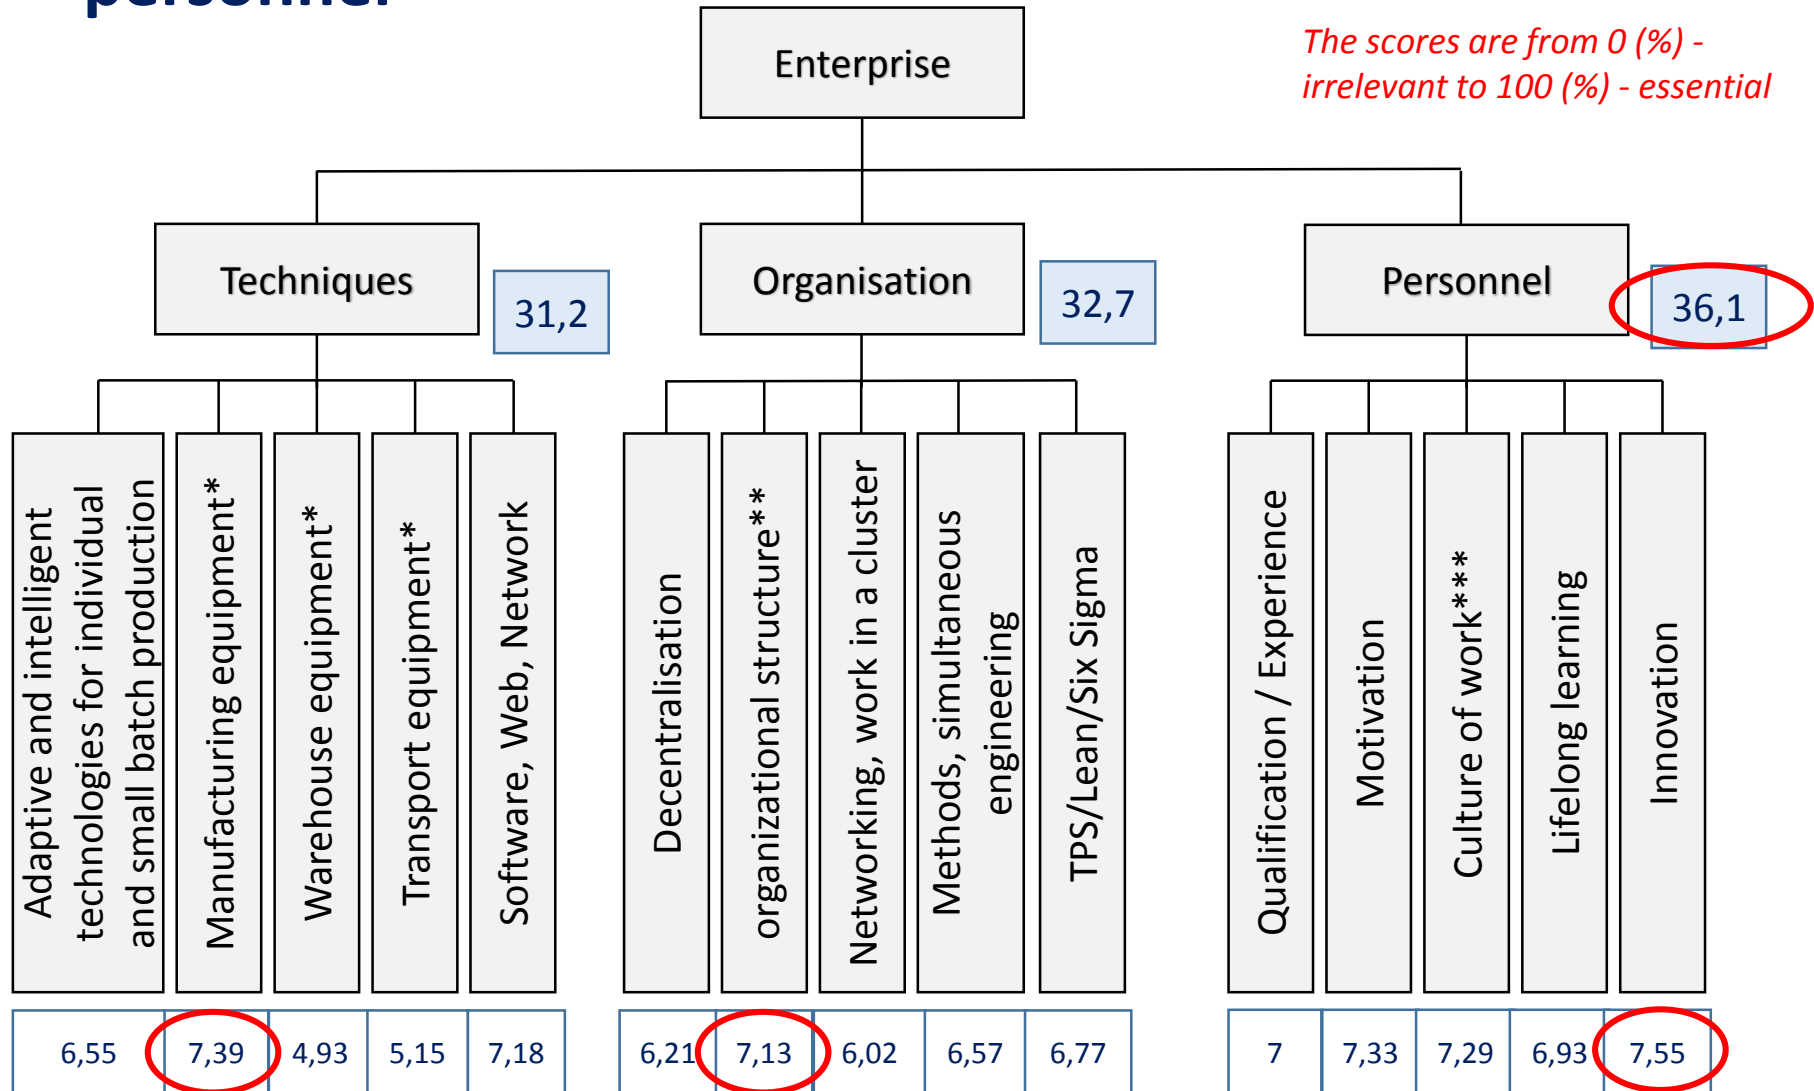 personnel
Enterprise
The scores are from 0 (%) -
irrelevant to 100 (%) - essential
Techniques
31,2
Organisation
32,7
Personnel
36,1
Adaptive and intelligent
technologies for individual
and small batch production
Manufacturing equipment*
Warehouse equipment*
Transport equipment*
Software, Web, Network
Decentralisation
organizational structure**
Networking, work in a cluster
Methods, simultaneous
engineering
TPS/Lean/Six Sigma
Qualification / Experience
Motivation
Culture of work***
Lifelong learning
Innovation
6,55
7,39
4,93
5,15
7,18
6,21
7,13
6,02
6,57
6,77
7
7,33
7,29
6,93
7,55